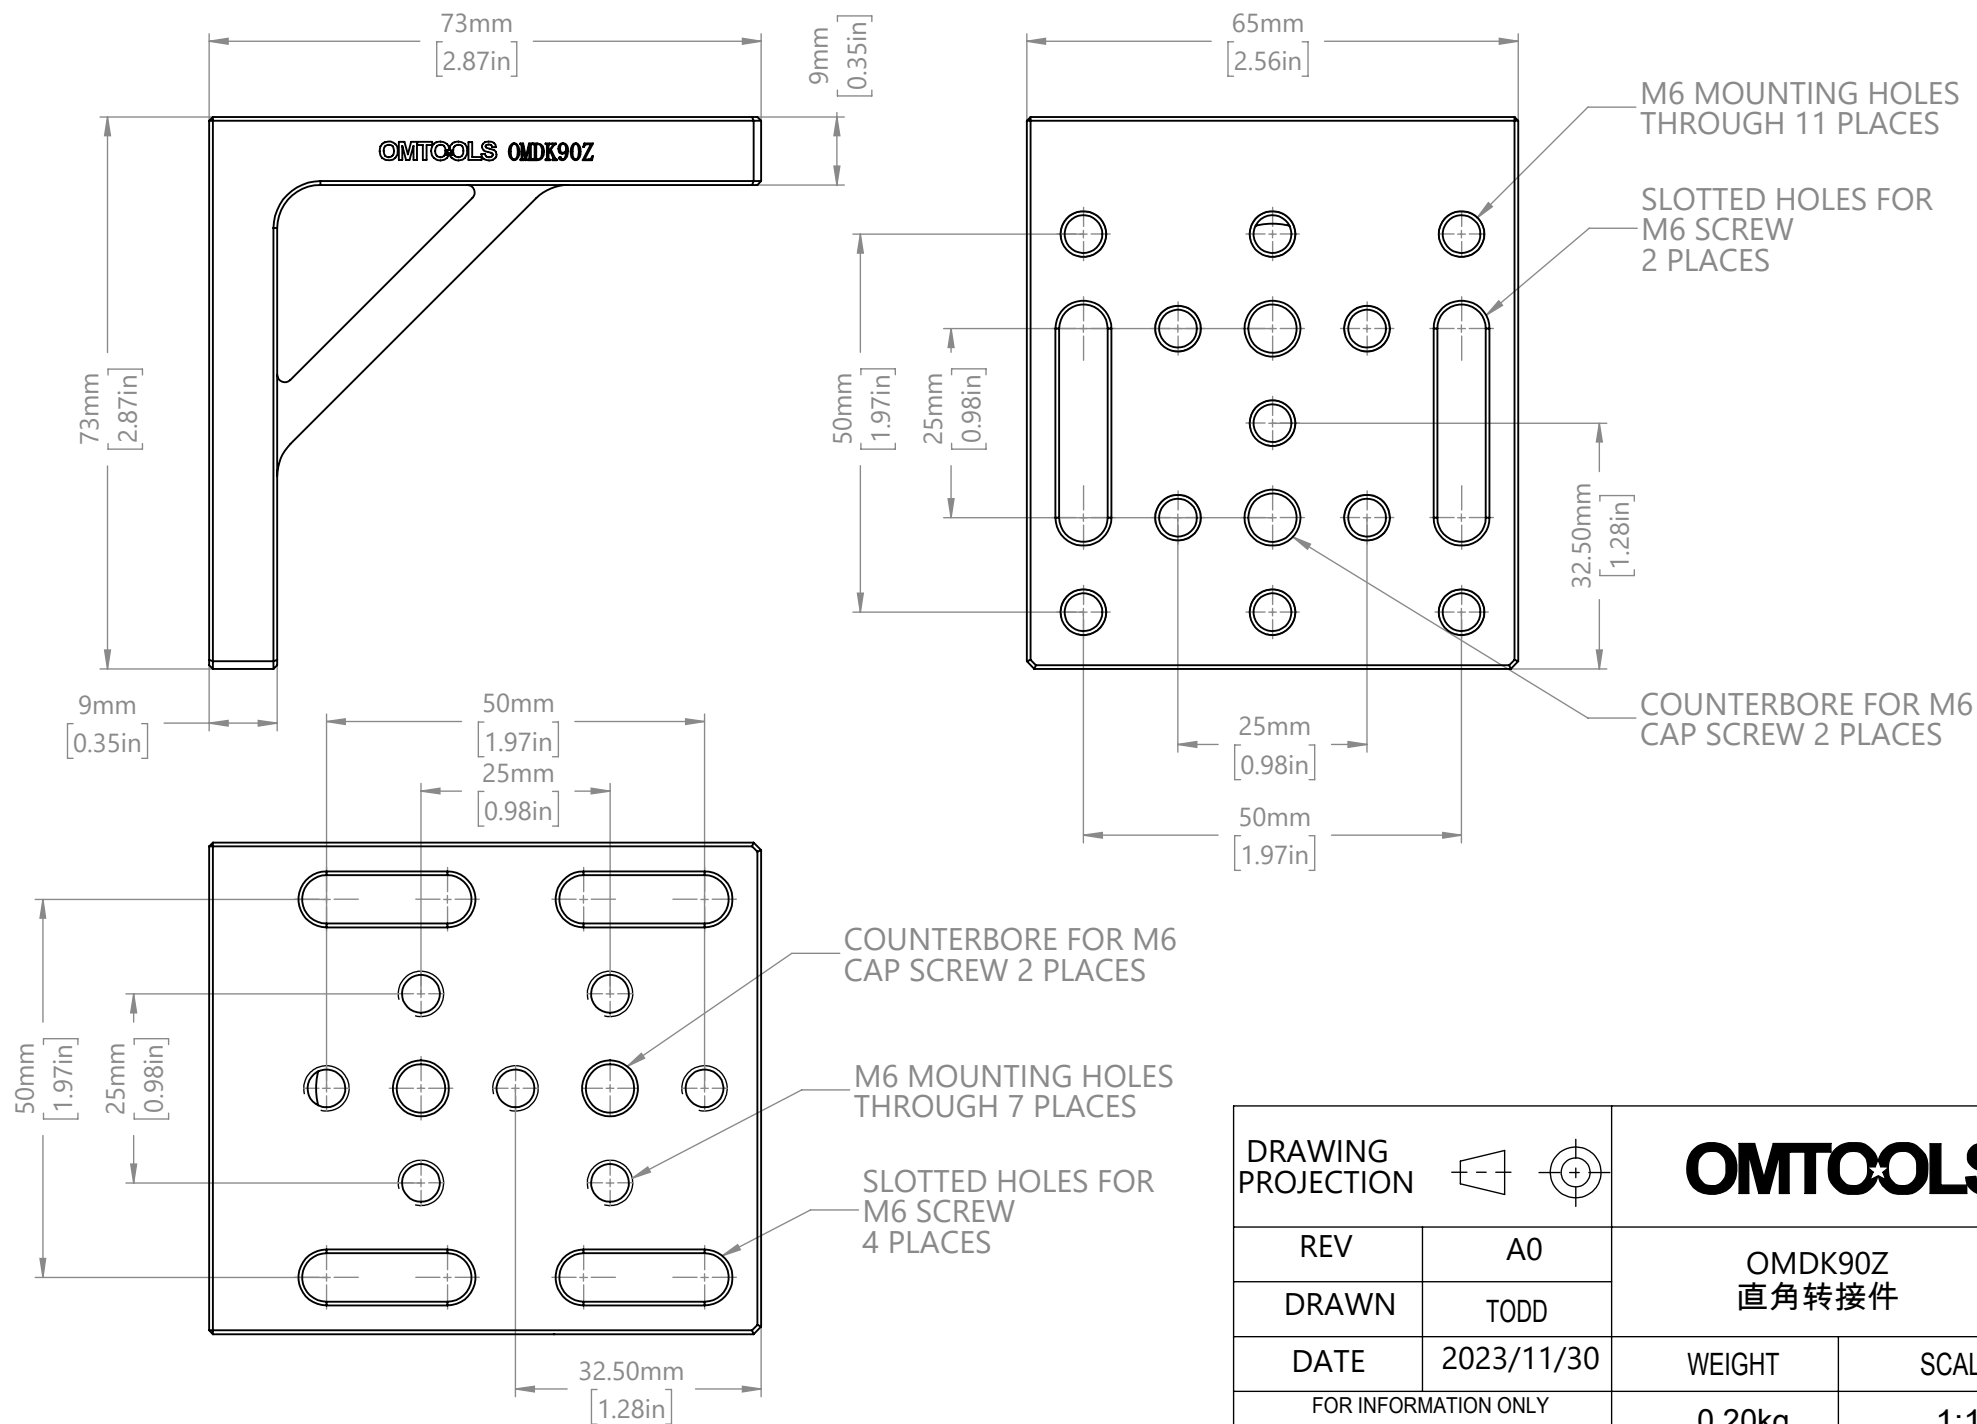 73mm
[2.87in]
9mm
[0.35in]
65mm
[2.56in]
M6 MOUNTING HOLES
THROUGH 11 PLACES
OMTOOLS OMDK90Z
SLOTTED HOLES FOR
M6 SCREW
2 PLACES
73mm
[2.87in]
50mm
[1.97in]
25mm
[0.98in]
32.50mm
[1.28in]
9mm
[0.35in]
50mm
[1.97in]
25mm
[0.98in]
COUNTERBORE FOR M6
CAP SCREW 2 PLACES
25mm
[0.98in]
50mm
[1.97in]
COUNTERBORE FOR M6
CAP SCREW 2 PLACES
50mm
[1.97in]
25mm
[0.98in]
M6 MOUNTING HOLES
THROUGH 7 PLACES
SLOTTED HOLES FOR
M6 SCREW
4 PLACES
32.50mm
[1.28in]
DRAWING
PROJECTION
OMTOOLS
REV A0
OMDK90Z
直角转接件
DRAWN TODD
DATE 2023/11/30
WEIGHT SCAL
FOR INFORMATION ONLY
0.20kg 1:1